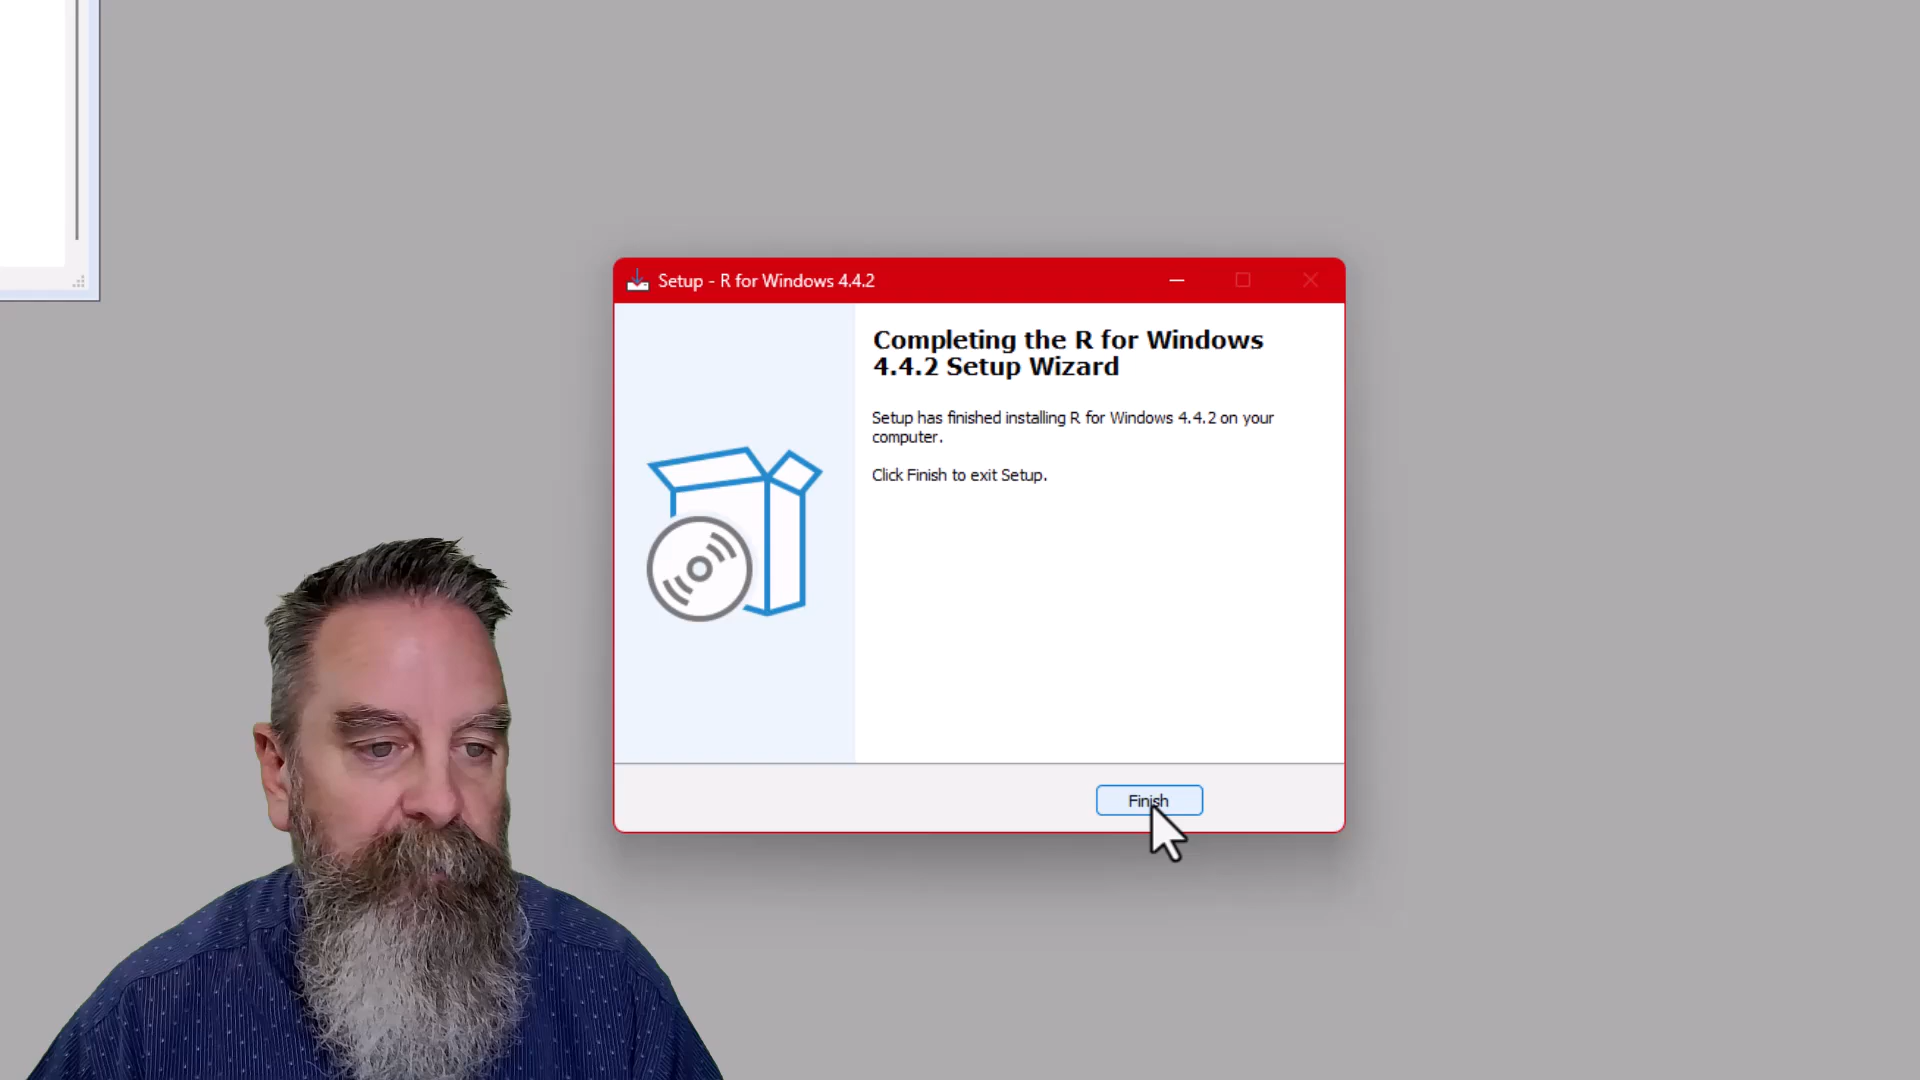 Setup - R for Windows 4.4.2
Completing the R for Windows
4.4.2 Setup Wizard
Setup has finished installing R for Windows 4.4.2 on your
computer.
Click Finish to exit Setup.
Finish